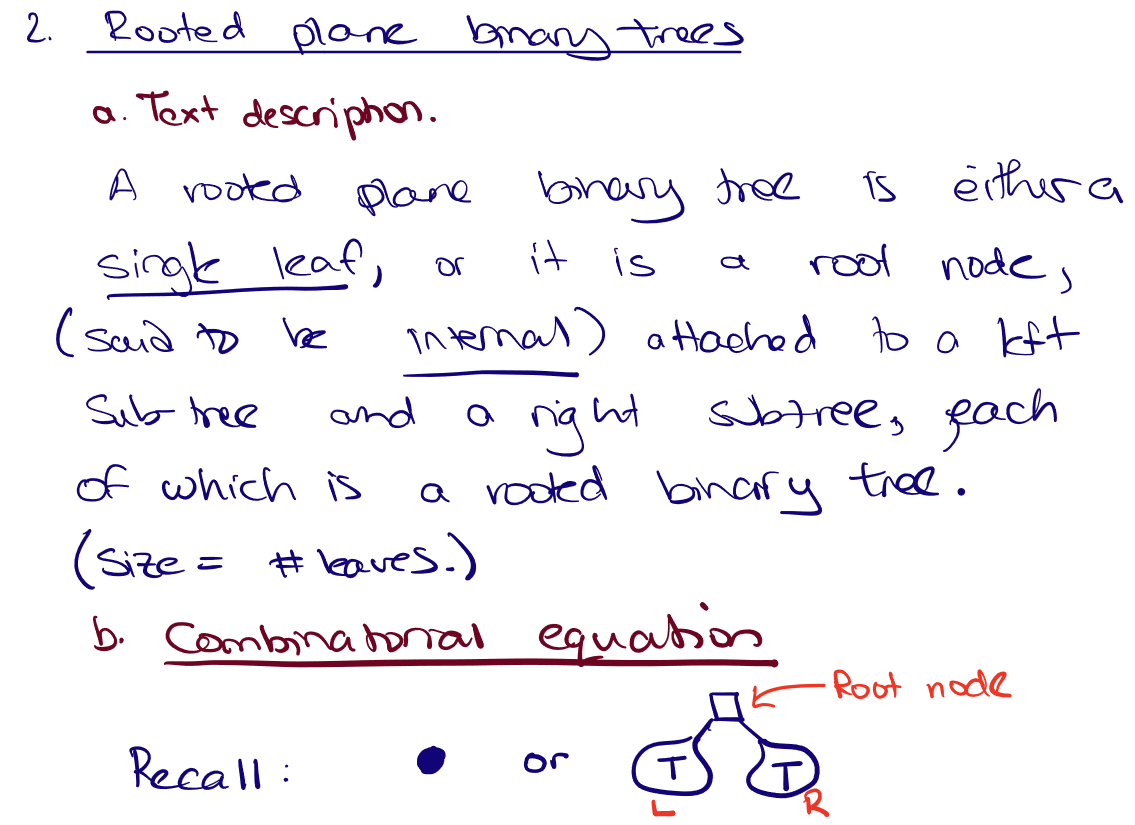 2. Rooted plane binary trees
a. Text description.
A rooted plane binary tree is either a
single leaf, or it is a root node,
(said to be internal) attached to a left
Subtree and a right subtree, each
of which is a rooted binary tree.
(Size = # leaves.)
b. Combinatorial equation
Root node
Recall: or T T
L R